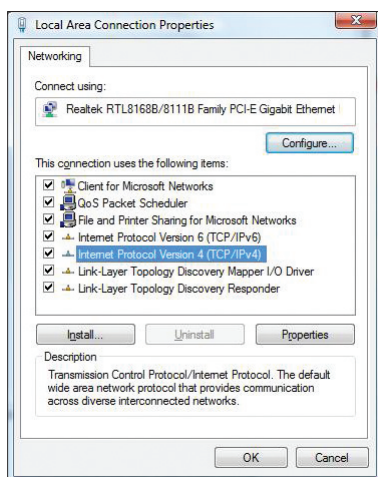 Local Area Connection Properties
Networking
Connect using:
Realtek RTL8168B/8111B Family PCI-E Gigabit Ethernet
Configure...
This connection uses the following items:
Client for Microsoft Networks
QoS Packet Scheduler
File and Printer Sharing for Microsoft Networks
Internet Protocol Version 6 (TCP/IPv6)
Internet Protocol Version 4 (TCP/IPv4)
Link-Layer Topology Discovery Mapper I/O Driver
Link-Layer Topology Discovery Responder
Install...
Uninstall
Properties
Description
Transmission Control Protocol/Internet Protocol. The default
wide area network protocol that provides communication
across diverse interconnected networks.
OK
Cancel